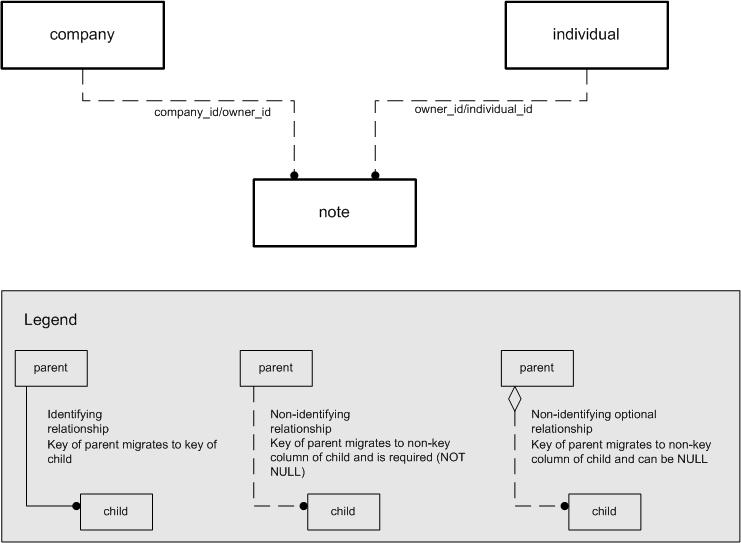 company
individual
company_id/owner_id
owner_id/individual_id
note
Legend
parent
Identifying
relationship
Key of parent migrates to key of
child
child
parent
Non-identifying
relationship
Key of parent migrates to non-key
column of child and is required (NOT
NULL)
child
parent
Non-identifying optional
relationship
Key of parent migrates to non-key
column of child and can be NULL
child